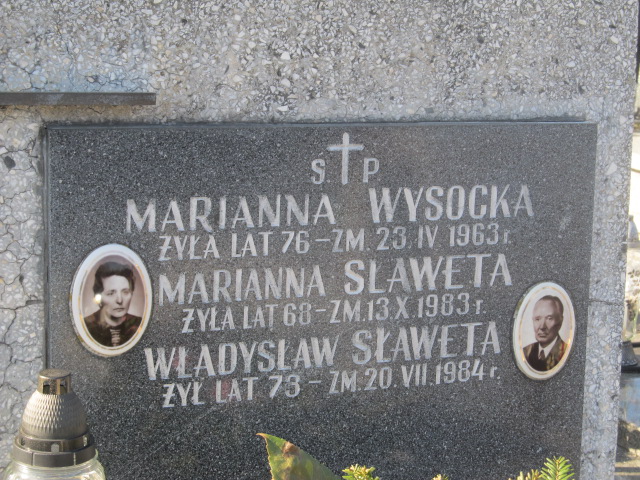 Ś P
MARIANNA WYSOCKA
ŻYŁA LAT 76 – ZM. 23. IV 1963 r.
MARIANNA SŁAWETA
ŻYŁA LAT 68 – ZM. 13. X 1983 r.
WŁADYSŁAW SŁAWETA
ŻYŁ LAT 73 – ZM. 20. VII. 1984 r.